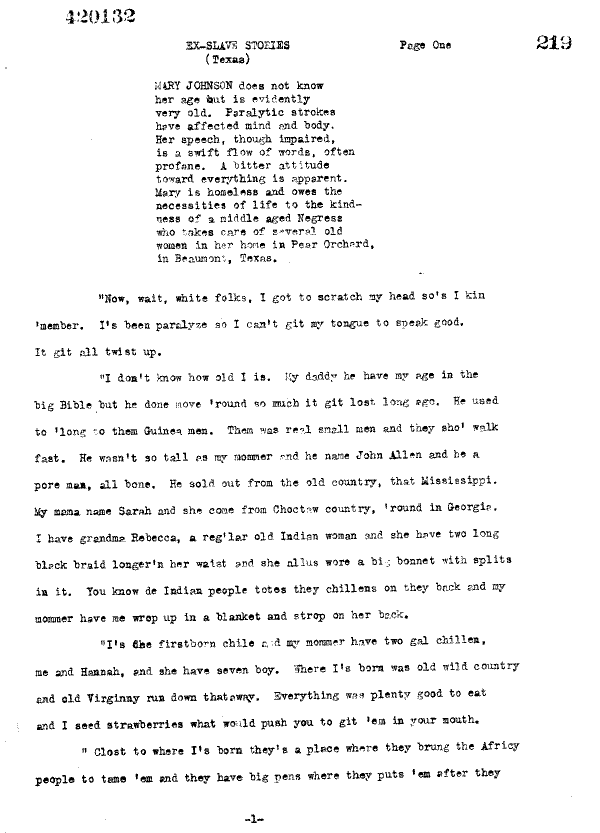 420132
EX-SLAVE STORIES Page One 219
(Texas)
MARY JOHNSON does not know
her age but is evidently
very old. Paralytic strokes
have affected mind and body.
Her speech, though impaired,
is a swift flow of words, often
profane. A bitter attitude
toward everything is apparent.
Mary is homeless and owes the
necessities of life to the kind-
ness of a middle aged Negress
who takes care of several old
women in her home in Pear Orchard,
in Beaumont, Texas.
"Now, wait, white folks, I got to scratch my head so's I kin
'member. I's been paralyze so I can't git my tongue to speak good.
It git all twist up.
"I don't know how old I is. My daddy he have my age in the
big Bible but he done move 'round so much it git lost long ago. He used
to 'long to them Guinea men. Them was real small men and they sho' walk
fast. He wasn't so tall as my mommer and he name John Allen and he a
pore man, all bone. He sold out from the old country, that Mississippi.
My mama name Sarah and she come from Choctaw country, 'round in Georgia.
I have grandma Rebecca, a reg'lar old Indian woman and she have two long
black braid longer'n her waist and she allus wore a big bonnet with splits
in it. You know de Indian people totes they chillens on they back and my
mommer have me wrop up in a blanket and strop on her back.
"I's the firstborn chile and my mommer have two gal chillen,
me and Hannah, and she have seven boy. Where I's born was old wild country
and old Virginny run down thataway. Everything was plenty good to eat
and I seed strawberries what would push you to git 'em in your mouth.
" Clost to where I's born they's a place where they brung the Africy
people to tame 'em and they have big pens where they puts 'em after they
-1-